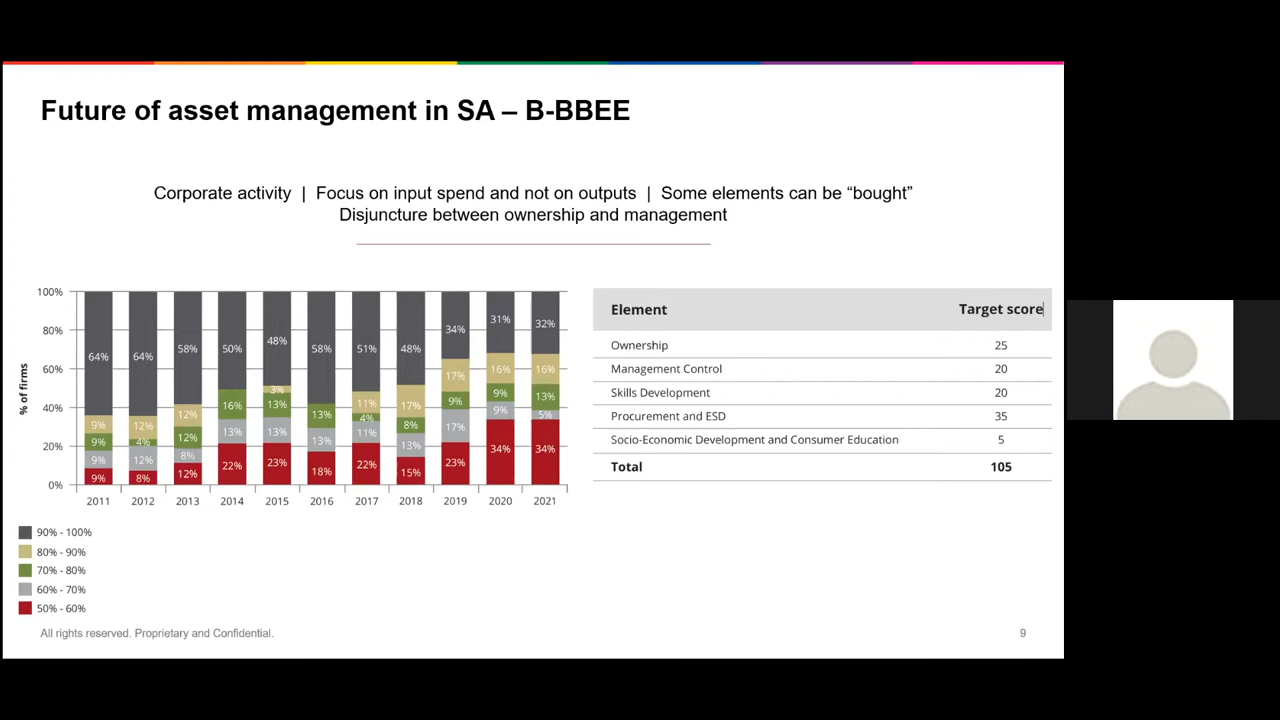 Future of asset management in SA – B-BBEE
Corporate activity | Focus on input spend and not on outputs | Some elements can be “bought”
Disjuncture between ownership and management
% of firms
100%
80%
60%
40%
20%
0%
64% 64% 58% 50% 48% 58% 51% 48% 34% 31% 32%
9% 12% 12% 3% 11% 17% 17% 16% 16%
9% 4% 12% 16% 13% 13% 4% 8% 9% 9% 13%
9% 12% 8% 13% 13% 13% 11% 13% 17% 9% 5%
9% 8% 12% 22% 23% 18% 22% 15% 23% 34% 34%
2011 2012 2013 2014 2015 2016 2017 2018 2019 2020 2021
90% - 100%
80% - 90%
70% - 80%
60% - 70%
50% - 60%
Element Target score
Ownership 25
Management Control 20
Skills Development 20
Procurement and ESD 35
Socio-Economic Development and Consumer Education 5
Total 105
All rights reserved. Proprietary and Confidential.
9